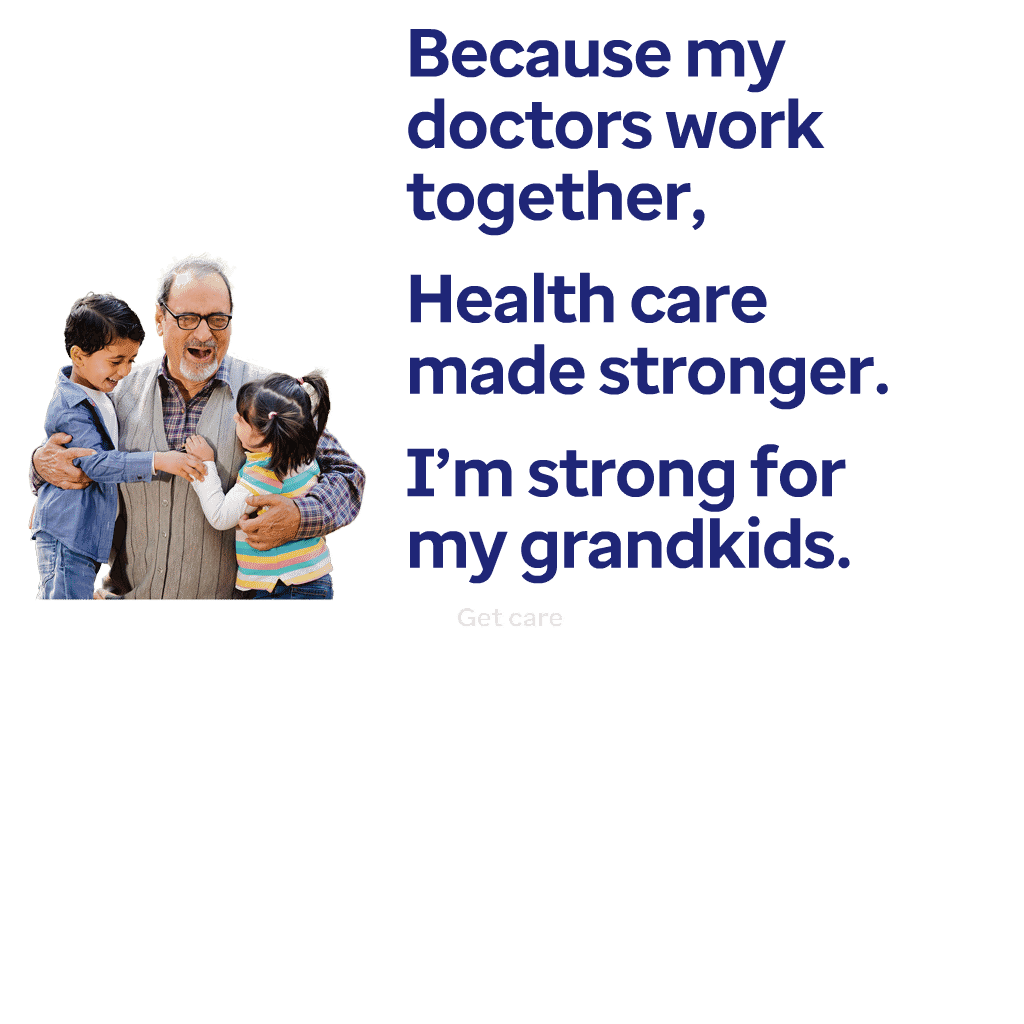 Because my
doctors work
together,
Health care
made stronger.
I’m strong for
my grandkids.
Get care